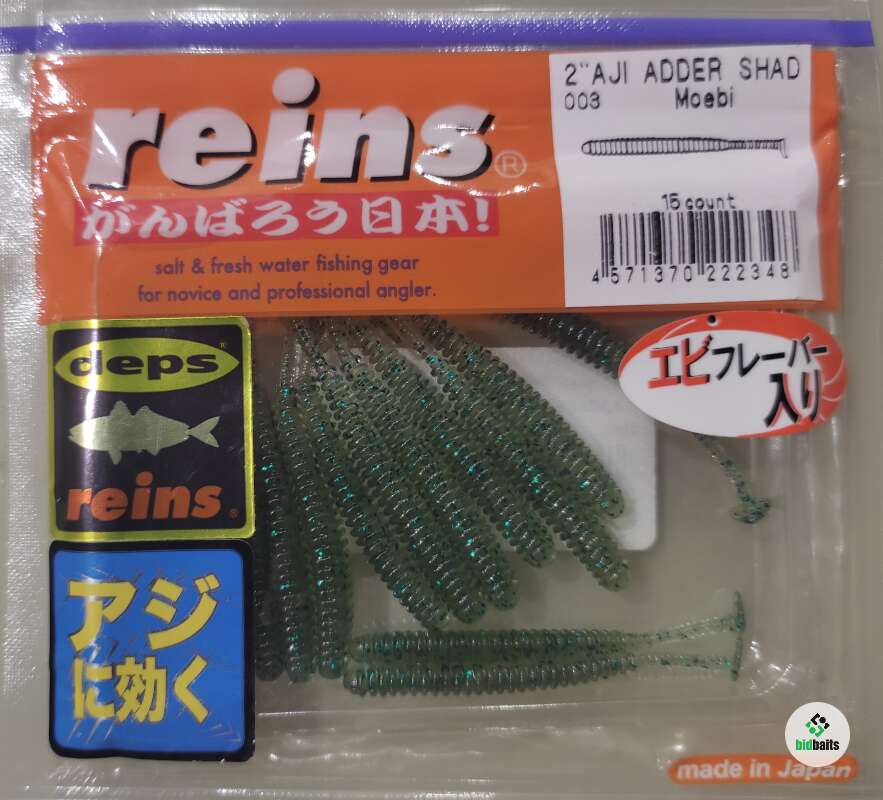 reins®
がんばろう日本!
salt & fresh water fishing gear
for novice and professional angler.
2"AJI ADDER SHAD
003 Moebi
15 count
4 571370 222348
deps®
reins®
エビフレーバー
入り
アジ
に効く
bidbaits
made in Japan